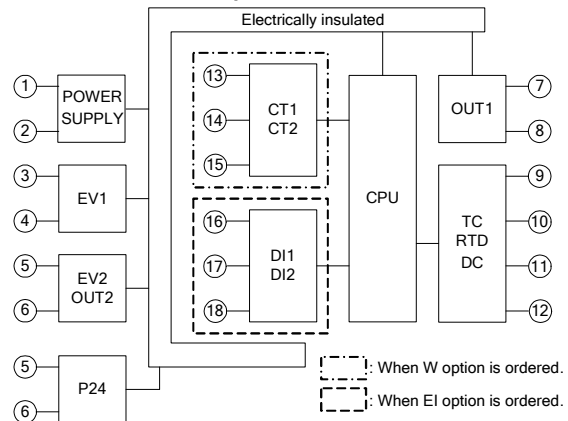 Electrically insulated
1
2
POWER
SUPPLY
3
4
EV1
5
6
EV2
OUT2
5
6
P24
13
14
15
CT1
CT2
16
17
18
DI1
DI2
CPU
OUT1
7
8
TC
RTD
DC
9
10
11
12
: When W option is ordered.
: When EI option is ordered.